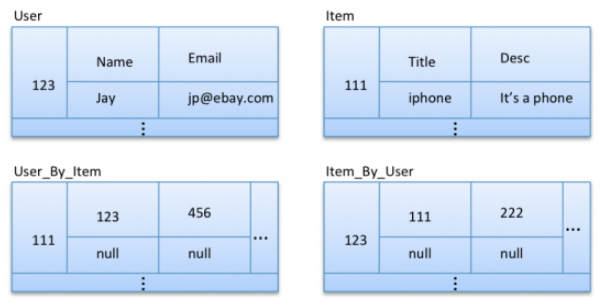 User
123
Name
Email
Jay
jp@ebay.com
⋮
Item
111
Title
Desc
iphone
It's a phone
⋮
User_By_Item
111
123
456
...
null
null
⋮
Item_By_User
123
111
222
...
null
null
⋮